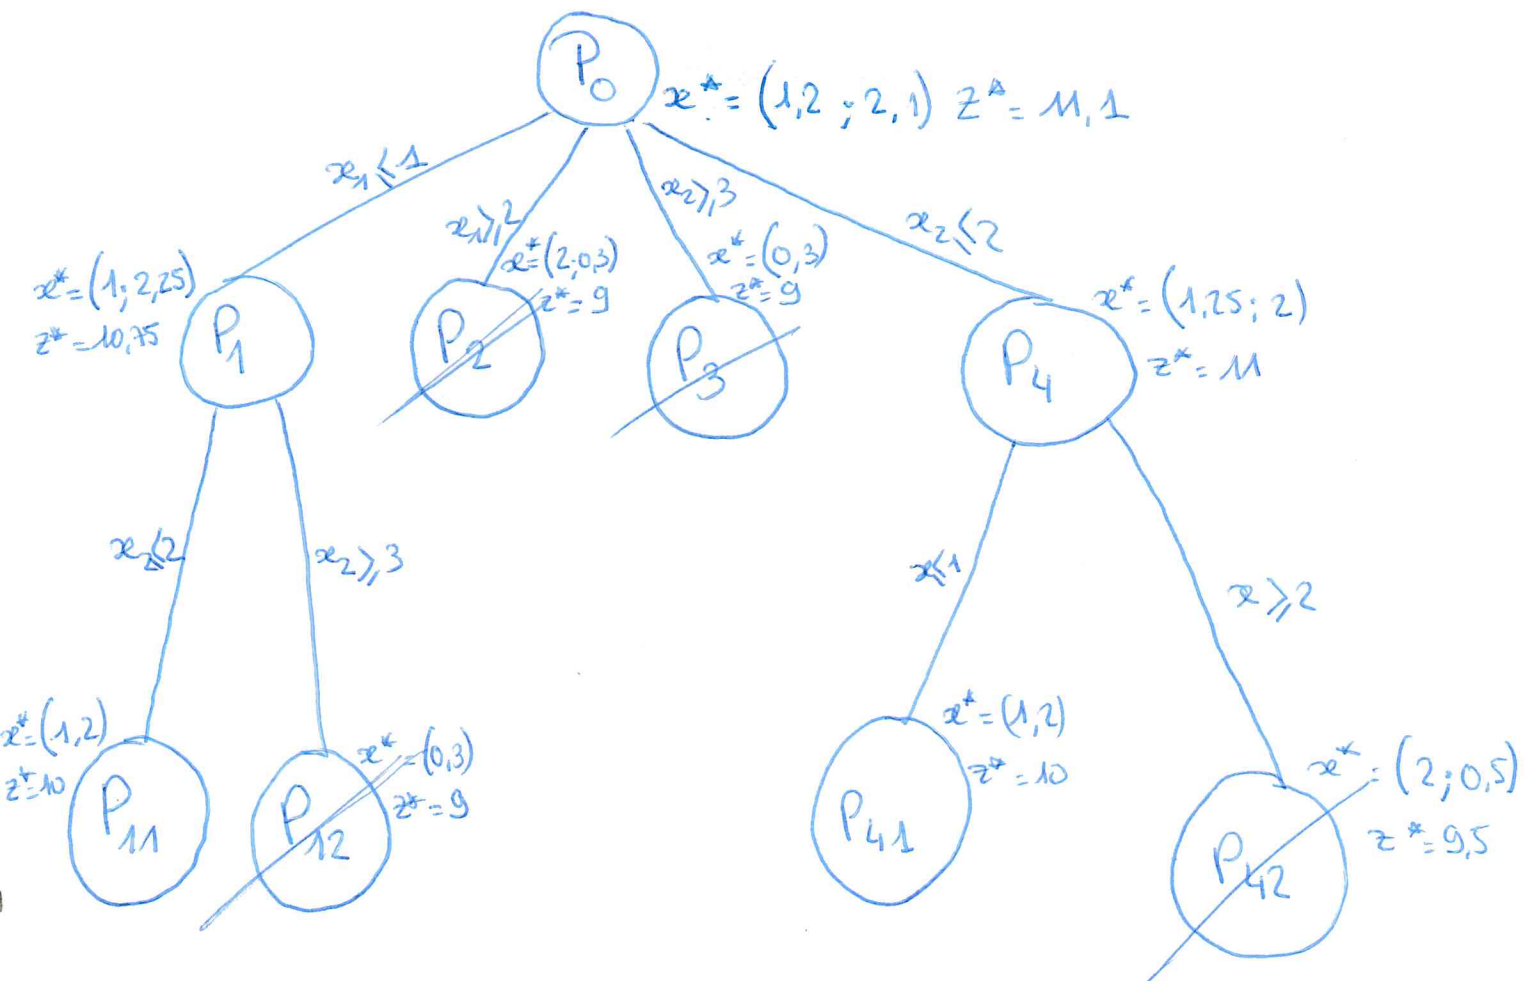 P0
x* = (1,2 ; 2,1) z* = 11,1
x1 ≤ 1
x1 ≥ 2
x2 ≥ 3
x2 ≤ 2
x* = (1; 2,25)
z* = 10,75
P1
x* = (2; 0,3)
z* = 9
P2
x* = (0,3)
z* = 9
P3
x* = (1,25; 2)
z* = 11
P4
x2 ≤ 2
x2 ≥ 3
x ≤ 1
x ≥ 2
x* = (1,2)
z* = 10
P11
x* = (0,3)
z* = 9
P12
x* = (1,2)
z* = 10
P41
x* = (2; 0,5)
z* = 9,5
P42